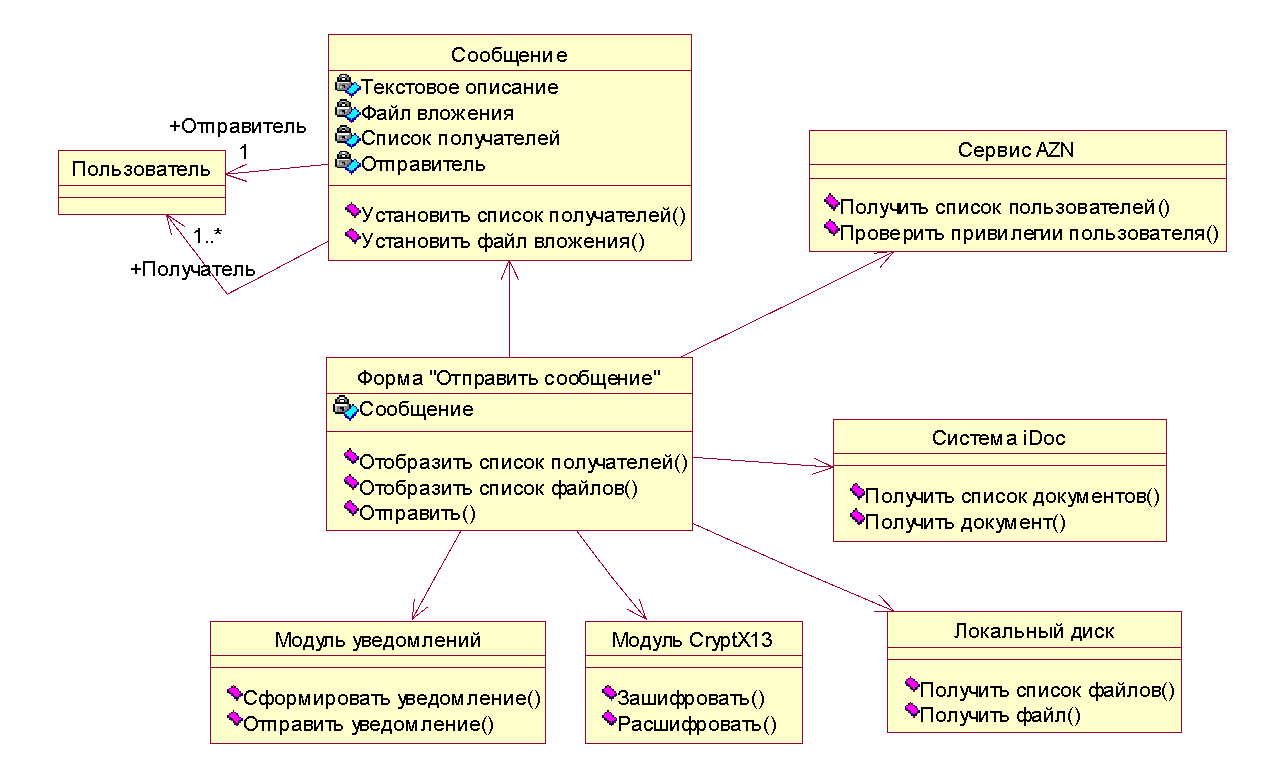 Сообщение
Текстовое описание
Файл вложения
Список получателей
Отправитель
Установить список получателей()
Установить файл вложения()
+Отправитель
1
Пользователь
1..*
+Получатель
Сервис AZN
Получить список пользователей()
Проверить привилегии пользователя()
Форма "Отправить сообщение"
Сообщение
Отобразить список получателей()
Отобразить список файлов()
Отправить()
Система iDoc
Получить список документов()
Получить документ()
Модуль уведомлений
Сформировать уведомление()
Отправить уведомление()
Модуль CryptX13
Зашифровать()
Расшифровать()
Локальный диск
Получить список файлов()
Получить файл()